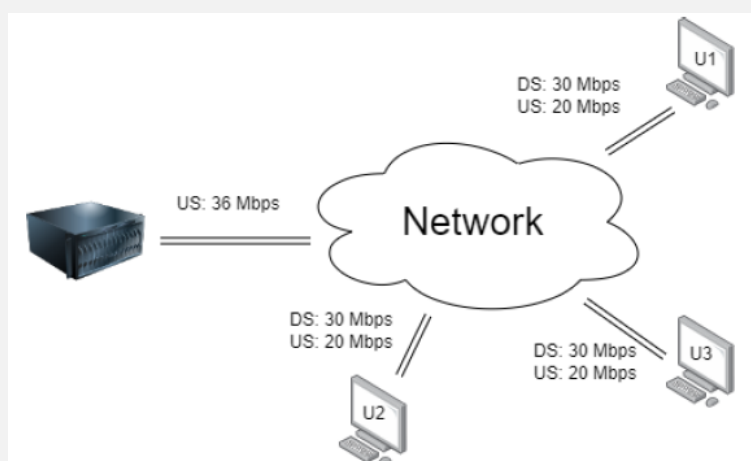 U1
DS: 30 Mbps
US: 20 Mbps
US: 36 Mbps
Network
DS: 30 Mbps
US: 20 Mbps
DS: 30 Mbps
US: 20 Mbps
U3
U2